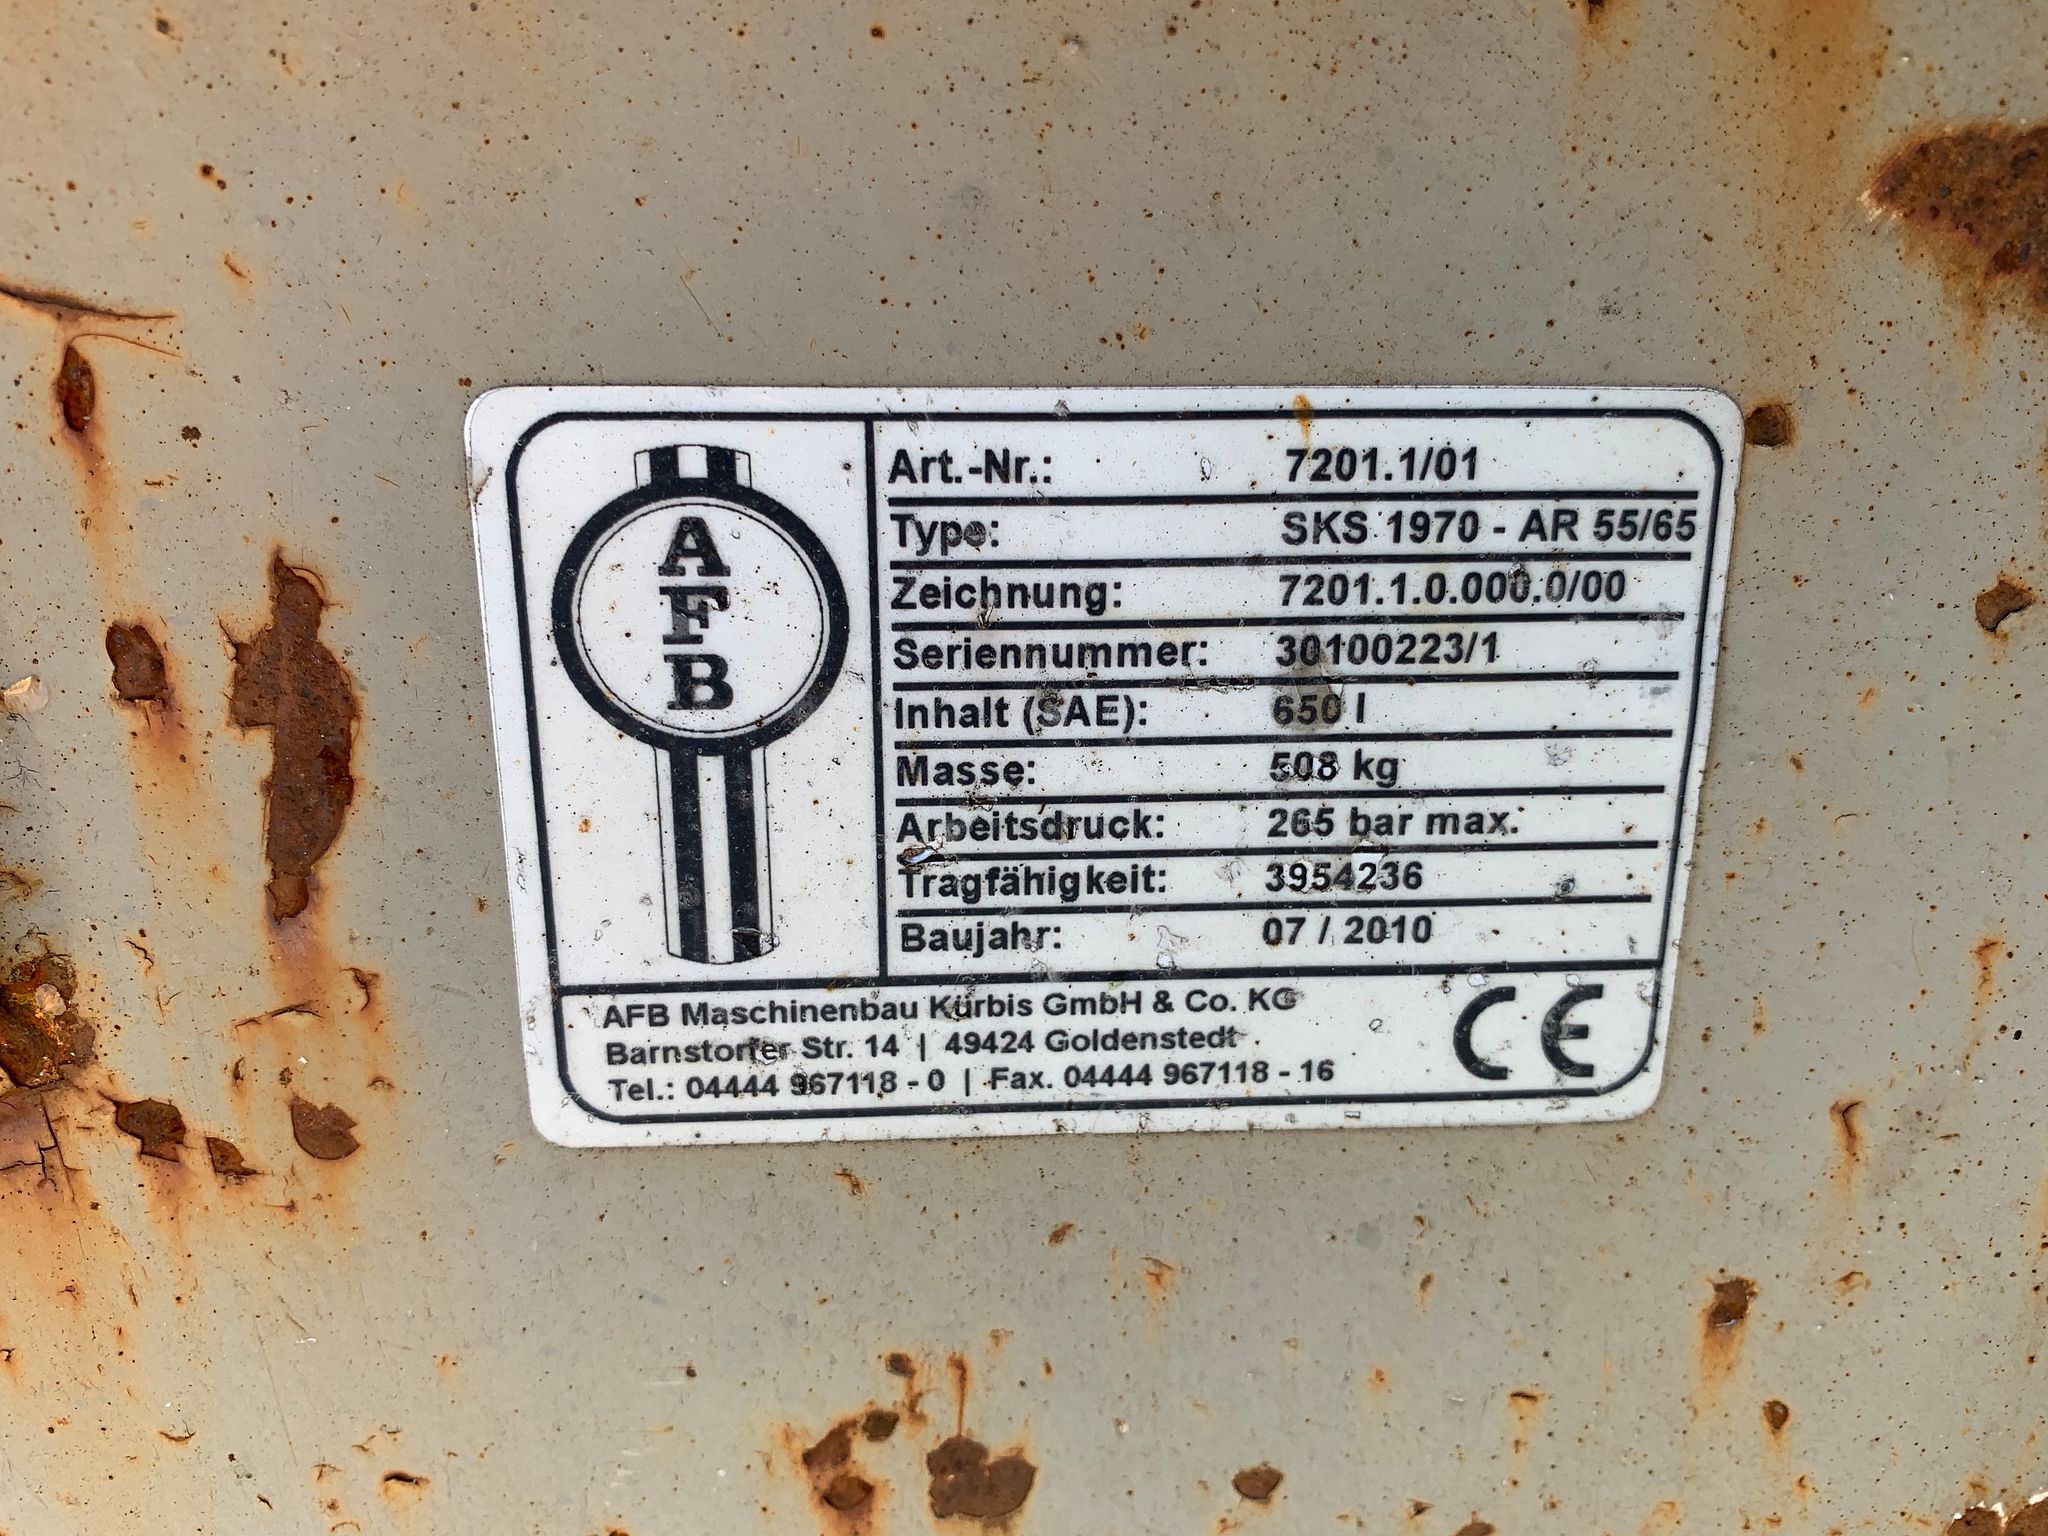 A
F
B
Art.-Nr.: 7201.1/01
Type: SKS 1970 - AR 55/65
Zeichnung: 7201.1.0.000.0/00
Seriennummer: 30100223/1
Inhalt (SAE): 650 l
Masse: 508 kg
Arbeitsdruck: 265 bar max.
Tragfähigkeit: 3954236
Baujahr: 07 / 2010
AFB Maschinenbau Kürbis GmbH & Co. KG
Barnstorfer Str. 14 | 49424 Goldenstedt
Tel.: 04444 967118 - 0 | Fax. 04444 967118 - 16
CE